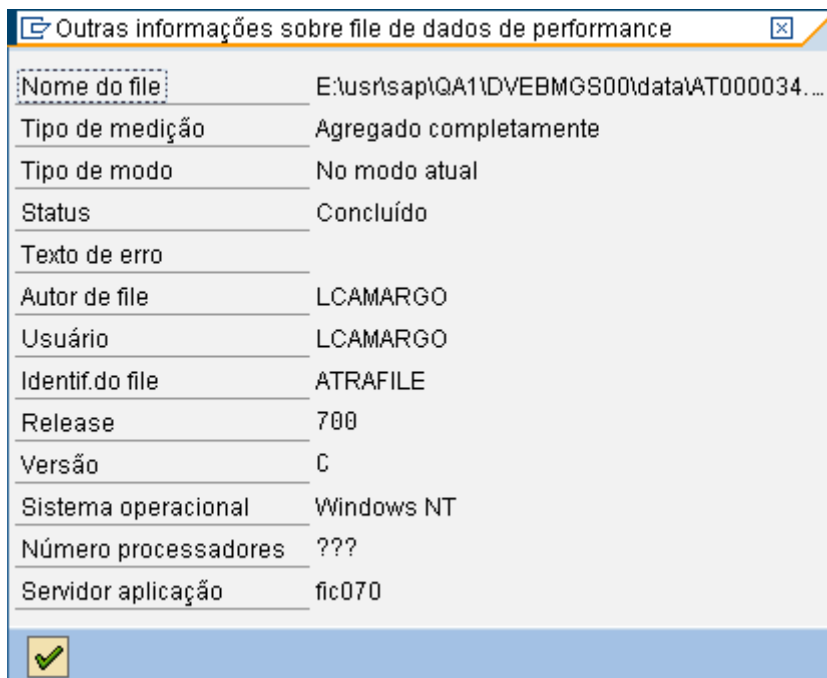 Outras informações sobre file de dados de performance
Nome do file E:\usr\sap\QA1\DVEBMGS00\data\AT000034....
Tipo de medição Agregado completamente
Tipo de modo No modo atual
Status Concluído
Texto de erro
Autor de file LCAMARGO
Usuário LCAMARGO
Identif.do file ATRAFILE
Release 700
Versão C
Sistema operacional Windows NT
Número processadores ???
Servidor aplicação fic070